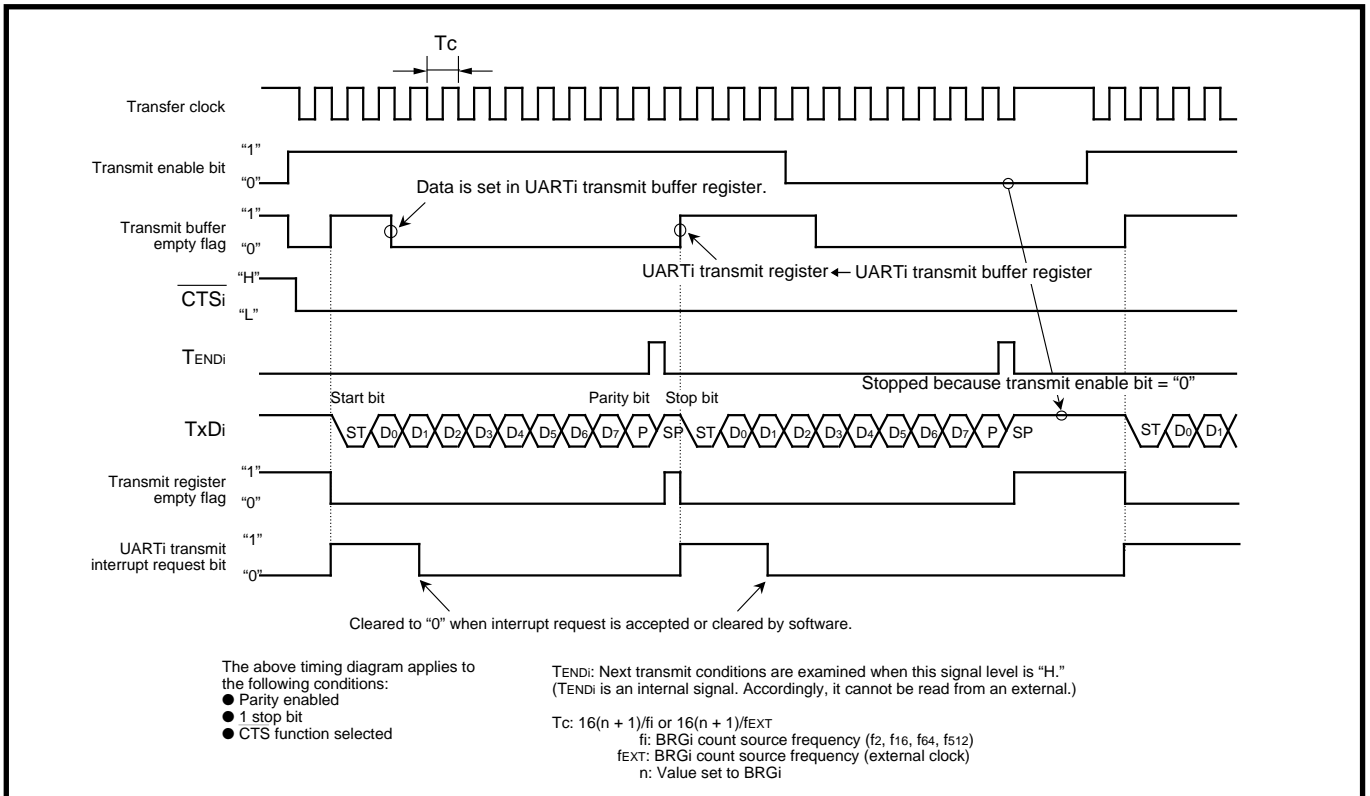 Tc
Transfer clock
Transmit enable bit
“1”
“0”
Data is set in UARTi transmit buffer register.
Transmit buffer
empty flag
“1”
“0”
UARTi transmit register ← UARTi transmit buffer register
CTSi
“H”
“L”
TENDi
Stopped because transmit enable bit = “0”
Start bit
Parity bit
Stop bit
TxDi
ST D0 D1 D2 D3 D4 D5 D6 D7 P SP ST D0 D1 D2 D3 D4 D5 D6 D7 P SP ST D0 D1
Transmit register
empty flag
“1”
“0”
UARTi transmit
interrupt request bit
“1”
“0”
Cleared to “0” when interrupt request is accepted or cleared by software.
The above timing diagram applies to
the following conditions:
● Parity enabled
● 1 stop bit
● CTS function selected
TENDi: Next transmit conditions are examined when this signal level is “H.”
(TENDi is an internal signal. Accordingly, it cannot be read from an external.)
Tc: 16(n + 1)/fi or 16(n + 1)/fEXT
fi: BRGi count source frequency (f2, f16, f64, f512)
fEXT: BRGi count source frequency (external clock)
n: Value set to BRGi